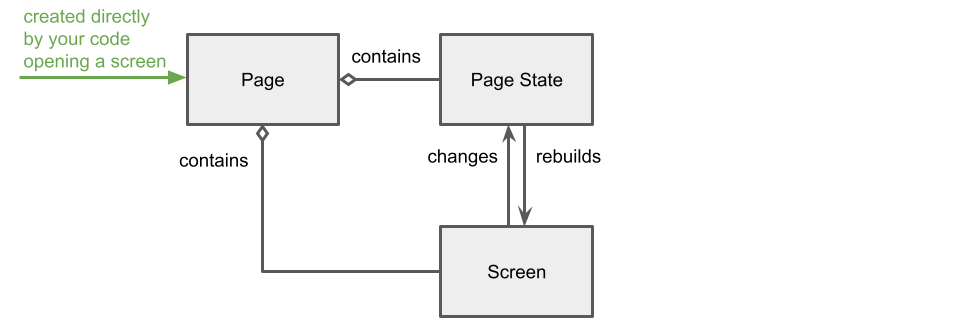 created directly
by your code
opening a screen
Page
contains
Page State
contains
changes
rebuilds
Screen